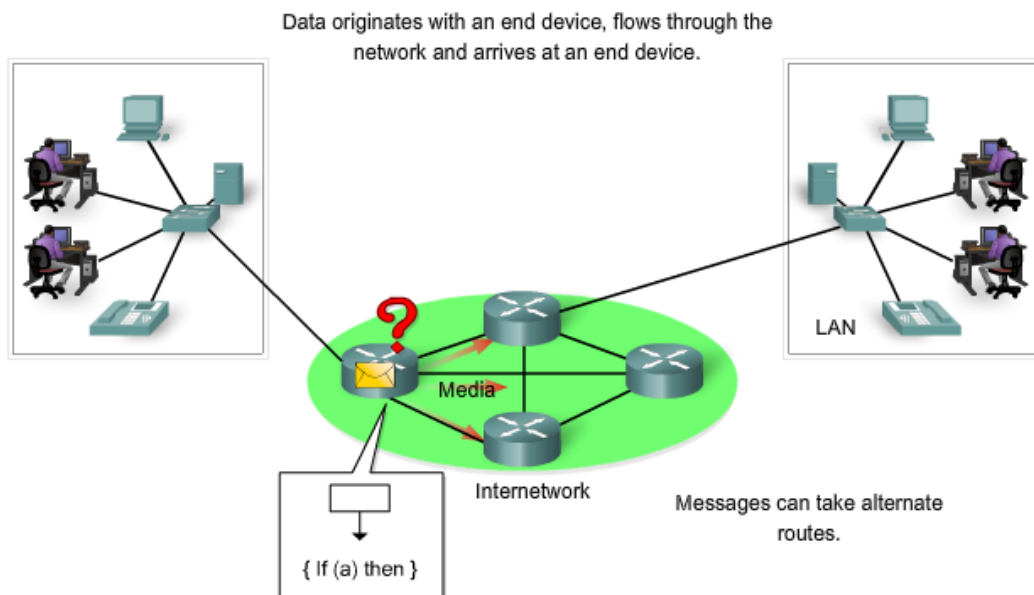 Data originates with an end device, flows through the
network and arrives at an end device.
LAN
?
Media
Internetwork
Messages can take alternate
routes.
{ If (a) then }